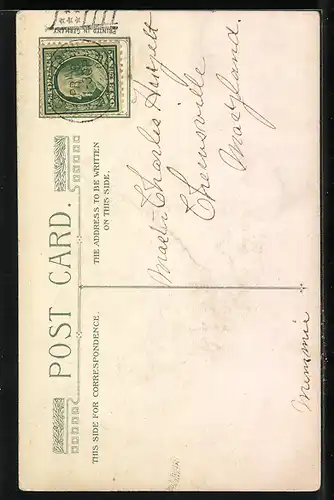 PRINTED IN GERMANY
POST CARD.
THIS SIDE FOR CORRESPONDENCE.
THE ADDRESS TO BE WRITTEN
ON THIS SIDE.
Master Charles
Maryland.